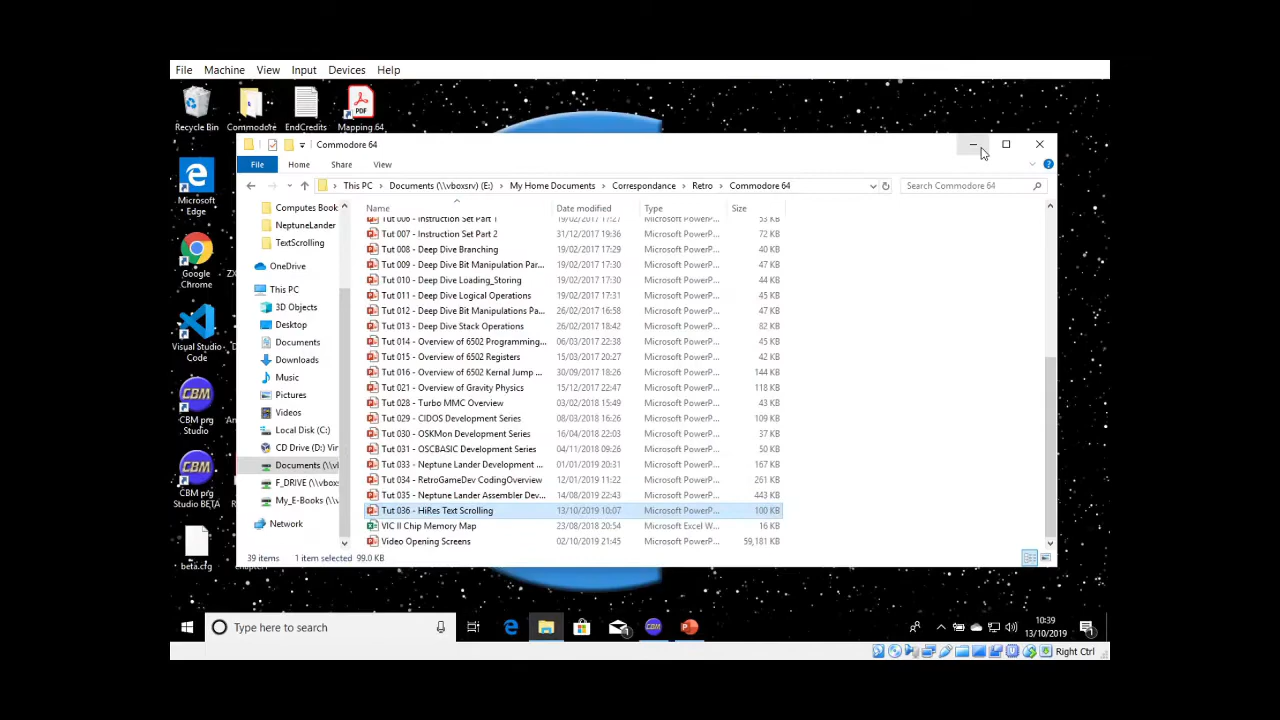 File Machine View Input Devices Help
Recycle Bin
Commodore
EndCredits
Mapping 64
Microsoft Edge
Google Chrome
Visual Studio Code
CBM prg Studio
CBM prg Studio BETA
beta.cfg
Commodore 64
File Home Share View
This PC Documents (\\vboxsrv) (E:) My Home Documents Correspondance Retro Commodore 64
Search Commodore 64
Computes Book
NeptuneLander
TextScrolling
OneDrive
This PC
3D Objects
Desktop
Documents
Downloads
Music
Pictures
Videos
Local Disk (C:)
CD Drive (D:) Vir
Documents (\\vl
F_DRIVE (\\vbox
My_E-Books (\\v
Network
Name Date modified Type Size
Tut 006 - Instruction Set Part 1 19/02/2017 17:27 Microsoft PowerP... 53 KB
Tut 007 - Instruction Set Part 2 31/12/2017 19:36 Microsoft PowerP... 72 KB
Tut 008 - Deep Dive Branching 19/02/2017 17:29 Microsoft PowerP... 40 KB
Tut 009 - Deep Dive Bit Manipulation Par... 19/02/2017 17:30 Microsoft PowerP... 47 KB
Tut 010 - Deep Dive Loading_Storing 19/02/2017 17:30 Microsoft PowerP... 44 KB
Tut 011 - Deep Dive Logical Operations 19/02/2017 17:31 Microsoft PowerP... 45 KB
Tut 012 - Deep Dive Bit Manipulations Pa... 26/02/2017 16:58 Microsoft PowerP... 47 KB
Tut 013 - Deep Dive Stack Operations 26/02/2017 18:42 Microsoft PowerP... 82 KB
Tut 014 - Overview of 6502 Programming... 06/03/2017 22:38 Microsoft PowerP... 45 KB
Tut 015 - Overview of 6502 Registers 15/03/2017 20:27 Microsoft PowerP... 42 KB
Tut 016 - Overview of 6502 Kernal Jump ... 30/09/2017 18:26 Microsoft PowerP... 144 KB
Tut 021 - Overview of Gravity Physics 15/12/2017 22:47 Microsoft PowerP... 118 KB
Tut 028 - Turbo MMC Overview 03/02/2018 15:49 Microsoft PowerP... 43 KB
Tut 029 - CIDOS Development Series 08/03/2018 16:26 Microsoft PowerP... 109 KB
Tut 030 - OSKMon Development Series 16/04/2018 22:03 Microsoft PowerP... 37 KB
Tut 031 - OSCBASIC Development Series 04/11/2018 09:26 Microsoft PowerP... 50 KB
Tut 033 - Neptune Lander Development ... 01/01/2019 20:31 Microsoft PowerP... 167 KB
Tut 034 - RetroGameDev CodingOverview 12/01/2019 11:22 Microsoft PowerP... 261 KB
Tut 035 - Neptune Lander Assembler Dev... 14/08/2019 22:43 Microsoft PowerP... 443 KB
Tut 036 - HiRes Text Scrolling 13/10/2019 10:07 Microsoft PowerP... 100 KB
VIC II Chip Memory Map 23/08/2018 20:54 Microsoft Excel W... 16 KB
Video Opening Screens 02/10/2019 21:45 Microsoft PowerP... 59,181 KB
39 items 1 item selected 99.0 KB
Type here to search
10:39
13/10/2019
Right Ctrl